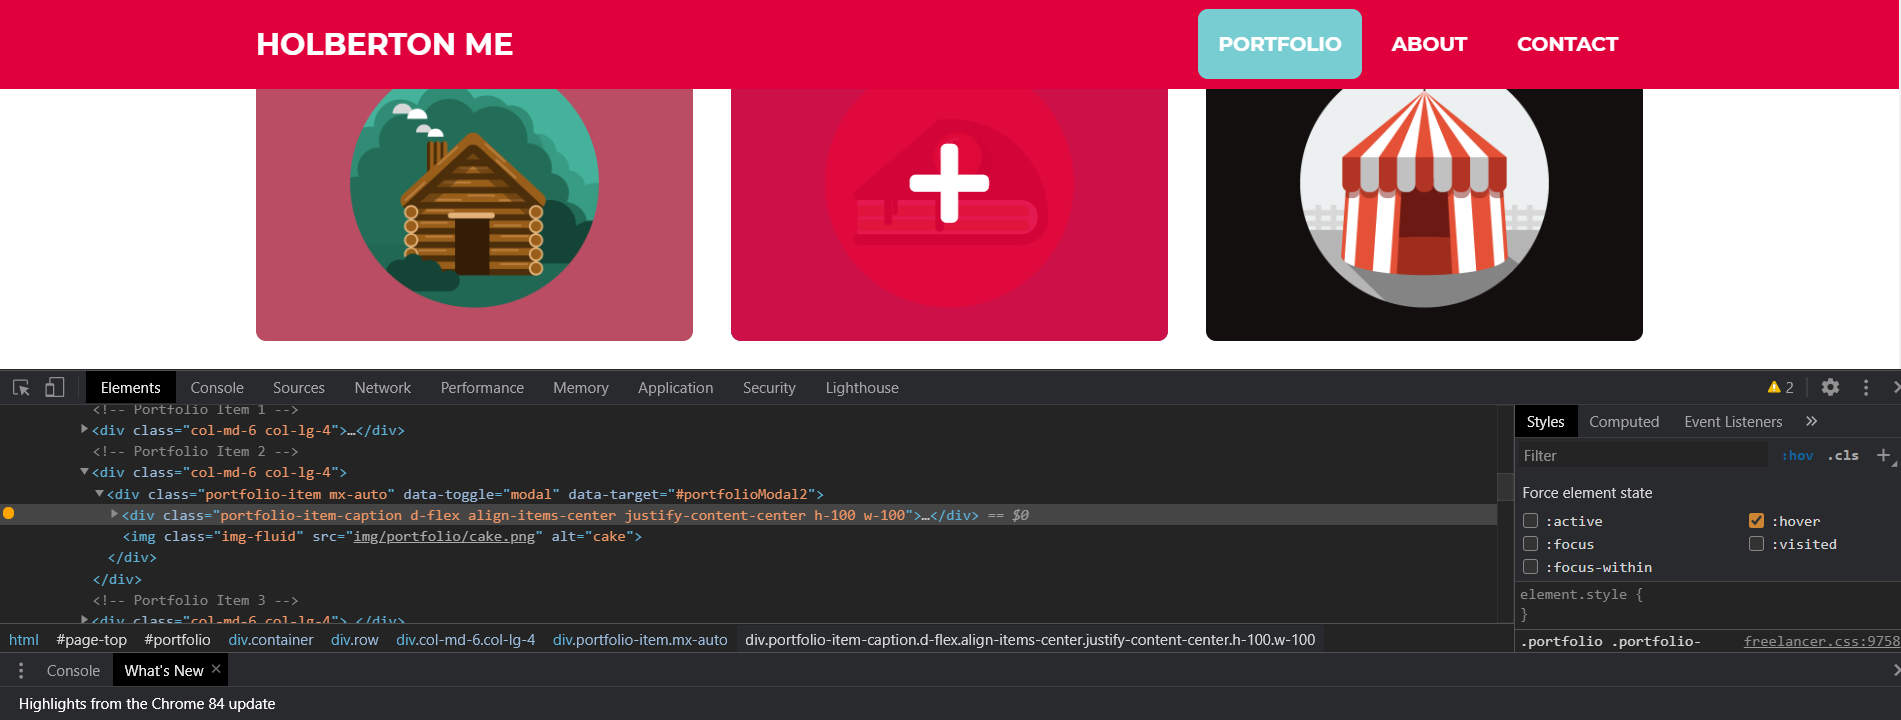 HOLBERTON ME PORTFOLIO ABOUT CONTACT
Elements Console Sources Network Performance Memory Application Security Lighthouse 2
<!-- Portfolio Item 1 -->
<div class="col-md-6 col-lg-4">…</div>
<!-- Portfolio Item 2 -->
<div class="col-md-6 col-lg-4">
<div class="portfolio-item mx-auto" data-toggle="modal" data-target="#portfolioModal2">
<div class="portfolio-item-caption d-flex align-items-center justify-content-center h-100 w-100">…</div> == $0
<img class="img-fluid" src="img/portfolio/cake.png" alt="cake">
</div>
</div>
<!-- Portfolio Item 3 -->
<div class="col-md-6 col-lg-4">…</div>
html #page-top #portfolio div.container div.row div.col-md-6.col-lg-4 div.portfolio-item.mx-auto div.portfolio-item-caption.d-flex.align-items-center.justify-content-center.h-100.w-100
Styles Computed Event Listeners »
Filter :hov .cls +
Force element state
:active :hover
:focus :visited
:focus-within
element.style {
}
.portfolio .portfolio- freelancer.css:9758
Console What's New ×
Highlights from the Chrome 84 update